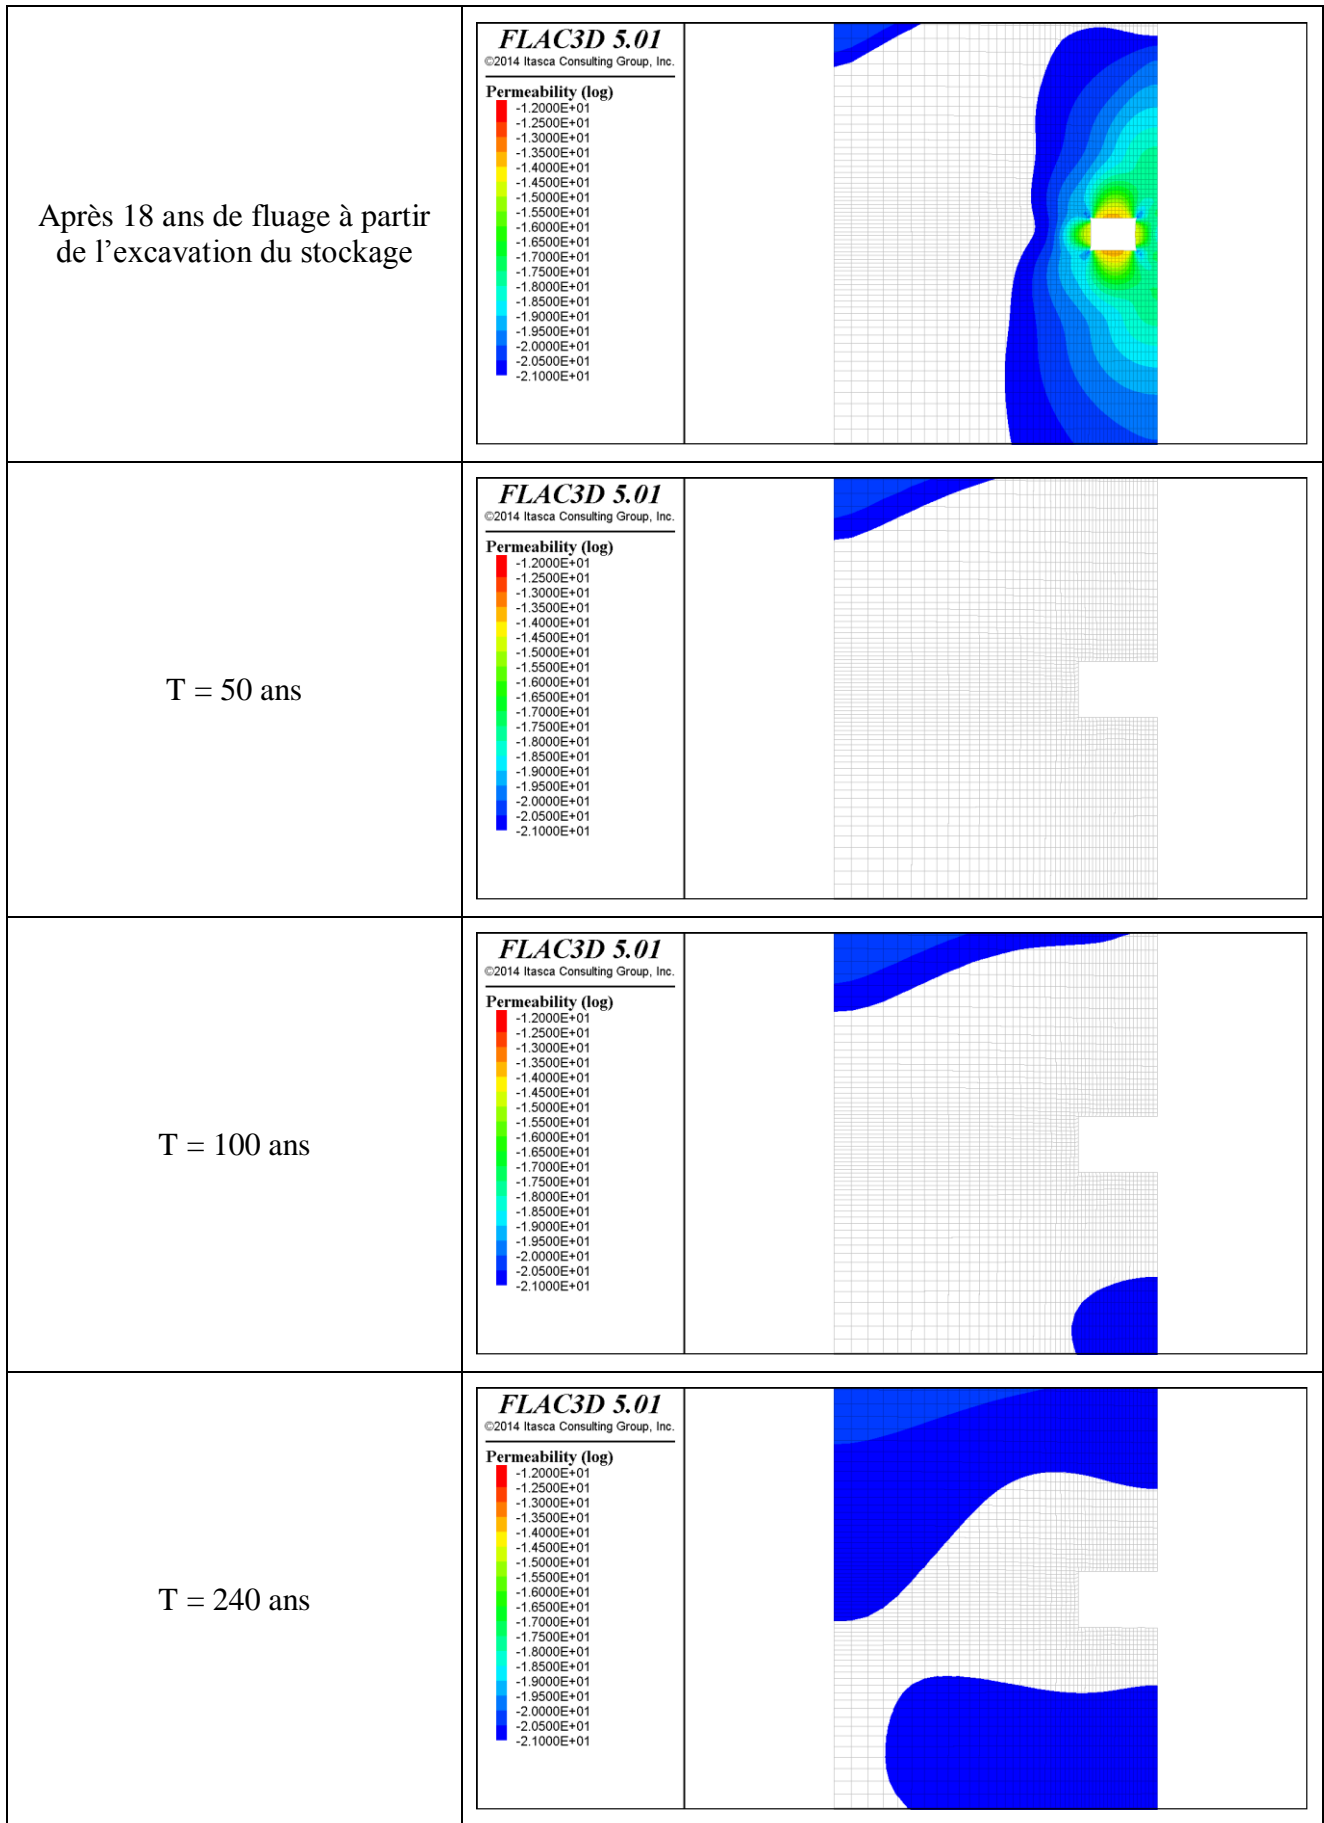 Après 18 ans de fluage à partir
de l'excavation du stockage
FLAC3D 5.01
©2014 Itasca Consulting Group, Inc.
Permeability (log)
-1.2000E+01
-1.2500E+01
-1.3000E+01
-1.3500E+01
-1.4000E+01
-1.4500E+01
-1.5000E+01
-1.5500E+01
-1.6000E+01
-1.6500E+01
-1.7000E+01
-1.7500E+01
-1.8000E+01
-1.8500E+01
-1.9000E+01
-1.9500E+01
-2.0000E+01
-2.0500E+01
-2.1000E+01
T = 50 ans
FLAC3D 5.01
©2014 Itasca Consulting Group, Inc.
Permeability (log)
-1.2000E+01
-1.2500E+01
-1.3000E+01
-1.3500E+01
-1.4000E+01
-1.4500E+01
-1.5000E+01
-1.5500E+01
-1.6000E+01
-1.6500E+01
-1.7000E+01
-1.7500E+01
-1.8000E+01
-1.8500E+01
-1.9000E+01
-1.9500E+01
-2.0000E+01
-2.0500E+01
-2.1000E+01
T = 100 ans
FLAC3D 5.01
©2014 Itasca Consulting Group, Inc.
Permeability (log)
-1.2000E+01
-1.2500E+01
-1.3000E+01
-1.3500E+01
-1.4000E+01
-1.4500E+01
-1.5000E+01
-1.5500E+01
-1.6000E+01
-1.6500E+01
-1.7000E+01
-1.7500E+01
-1.8000E+01
-1.8500E+01
-1.9000E+01
-1.9500E+01
-2.0000E+01
-2.0500E+01
-2.1000E+01
T = 240 ans
FLAC3D 5.01
©2014 Itasca Consulting Group, Inc.
Permeability (log)
-1.2000E+01
-1.2500E+01
-1.3000E+01
-1.3500E+01
-1.4000E+01
-1.4500E+01
-1.5000E+01
-1.5500E+01
-1.6000E+01
-1.6500E+01
-1.7000E+01
-1.7500E+01
-1.8000E+01
-1.8500E+01
-1.9000E+01
-1.9500E+01
-2.0000E+01
-2.0500E+01
-2.1000E+01